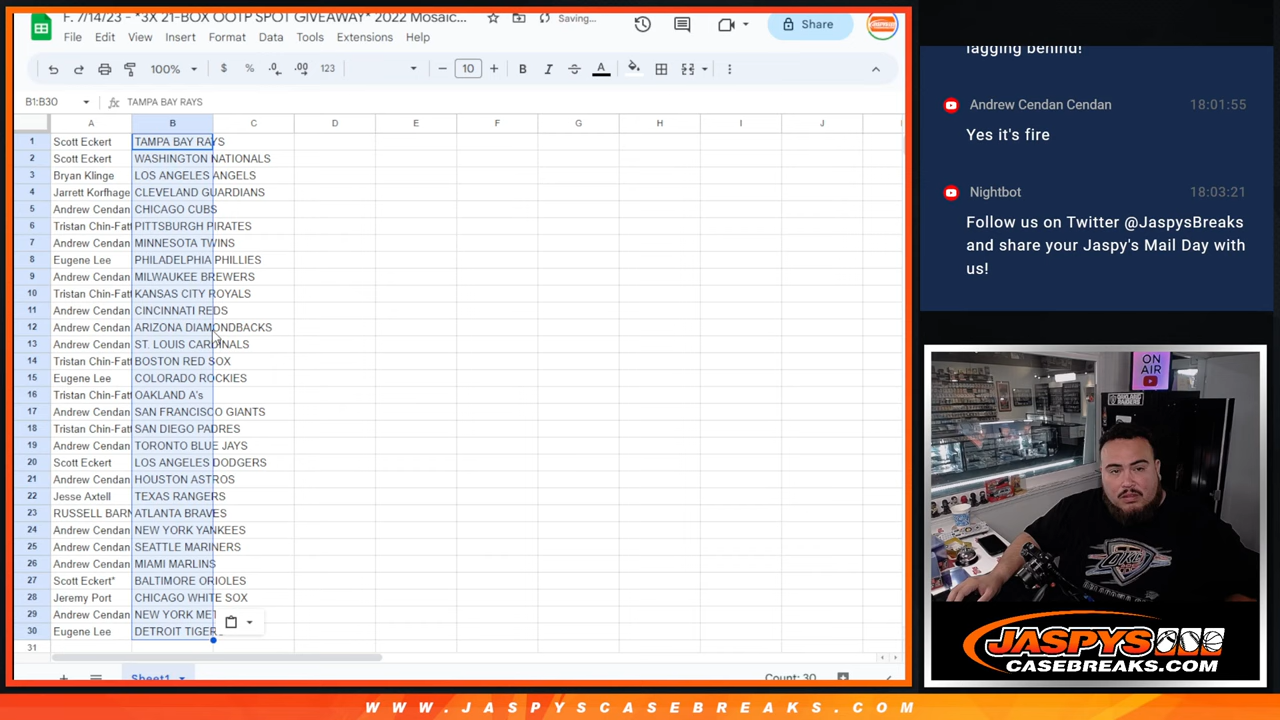 F. 7/14/23 - *3X 21-BOX OOTP SPOT GIVEAWAY* 2022 Mosaic...
Saving...
Share
File Edit View Insert Format Data Tools Extensions Help
100% $ % .0 .00 123 − 10 + B I A
B1:B30 fx TAMPA BAY RAYS
A B C D E F G H I J
1 Scott Eckert TAMPA BAY RAYS
2 Scott Eckert WASHINGTON NATIONALS
3 Bryan Klinge LOS ANGELES ANGELS
4 Jarrett Korfhage CLEVELAND GUARDIANS
5 Andrew Cendan CHICAGO CUBS
6 Tristan Chin-Fatt PITTSBURGH PIRATES
7 Andrew Cendan MINNESOTA TWINS
8 Eugene Lee PHILADELPHIA PHILLIES
9 Andrew Cendan MILWAUKEE BREWERS
10 Tristan Chin-Fatt KANSAS CITY ROYALS
11 Andrew Cendan CINCINNATI REDS
12 Andrew Cendan ARIZONA DIAMONDBACKS
13 Andrew Cendan ST. LOUIS CARDINALS
14 Tristan Chin-Fatt BOSTON RED SOX
15 Eugene Lee COLORADO ROCKIES
16 Tristan Chin-Fatt OAKLAND A's
17 Andrew Cendan SAN FRANCISCO GIANTS
18 Tristan Chin-Fatt SAN DIEGO PADRES
19 Andrew Cendan TORONTO BLUE JAYS
20 Scott Eckert LOS ANGELES DODGERS
21 Andrew Cendan HOUSTON ASTROS
22 Jesse Axtell TEXAS RANGERS
23 RUSSELL BARN ATLANTA BRAVES
24 Andrew Cendan NEW YORK YANKEES
25 Andrew Cendan SEATTLE MARINERS
26 Andrew Cendan MIAMI MARLINS
27 Scott Eckert* BALTIMORE ORIOLES
28 Jeremy Port CHICAGO WHITE SOX
29 Andrew Cendan NEW YORK MET
30 Eugene Lee DETROIT TIGER
31
Sheet1
Count: 30
lagging behind!
Andrew Cendan Cendan 18:01:55
Yes it's fire
Nightbot 18:03:21
Follow us on Twitter @JaspysBreaks
and share your Jaspy's Mail Day with
us!
ON
AIR
OKC
JASPYS
CASEBREAKS.COM
WWW.JASPYSCASEBREAKS.COM